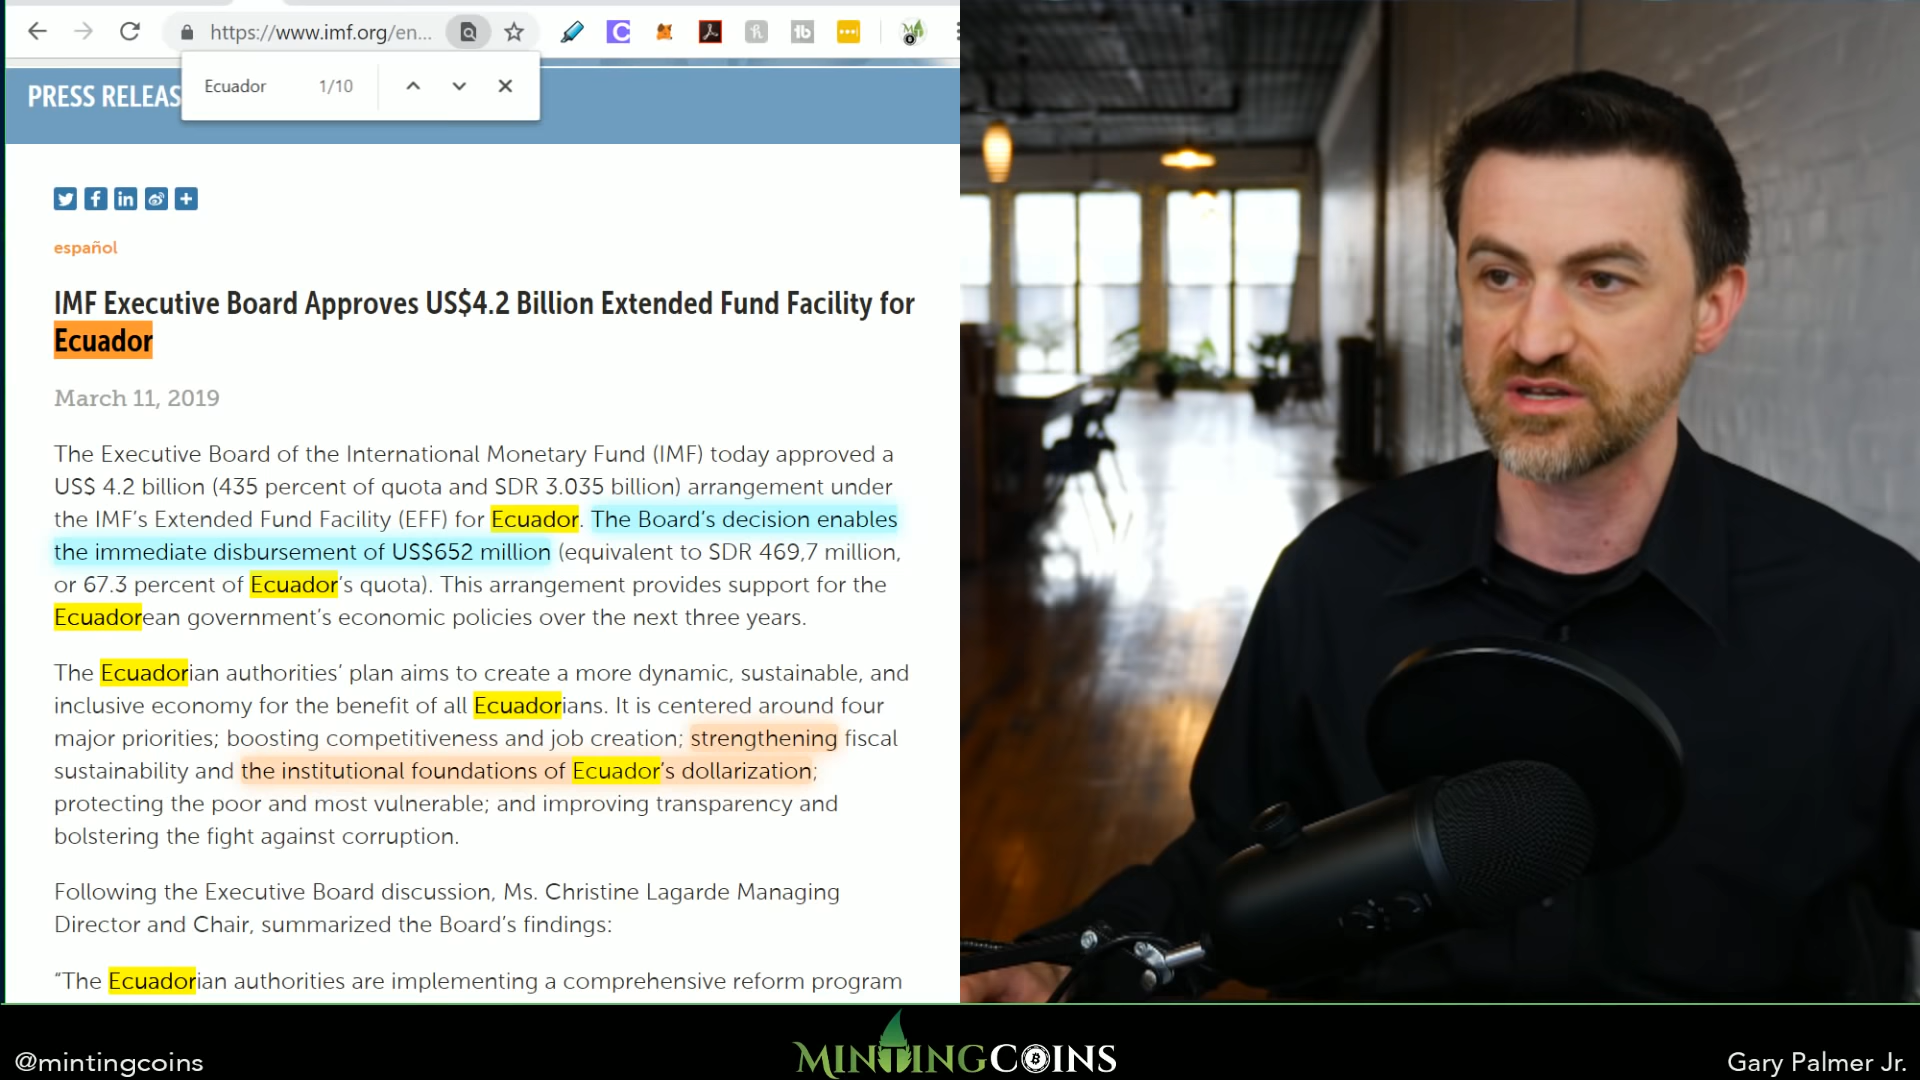 https://www.imf.org/en...
Ecuador 1/10
PRESS RELEAS
español
IMF Executive Board Approves US$4.2 Billion Extended Fund Facility for
Ecuador
March 11, 2019
The Executive Board of the International Monetary Fund (IMF) today approved a
US$ 4.2 billion (435 percent of quota and SDR 3.035 billion) arrangement under
the IMF's Extended Fund Facility (EFF) for Ecuador. The Board's decision enables
the immediate disbursement of US$652 million (equivalent to SDR 469,7 million,
or 67.3 percent of Ecuador's quota). This arrangement provides support for the
Ecuadorean government's economic policies over the next three years.
The Ecuadorian authorities' plan aims to create a more dynamic, sustainable, and
inclusive economy for the benefit of all Ecuadorians. It is centered around four
major priorities; boosting competitiveness and job creation; strengthening fiscal
sustainability and the institutional foundations of Ecuador's dollarization;
protecting the poor and most vulnerable; and improving transparency and
bolstering the fight against corruption.
Following the Executive Board discussion, Ms. Christine Lagarde Managing
Director and Chair, summarized the Board's findings:
“The Ecuadorian authorities are implementing a comprehensive reform program
@mintingcoins
MINTINGCOINS
Gary Palmer Jr.